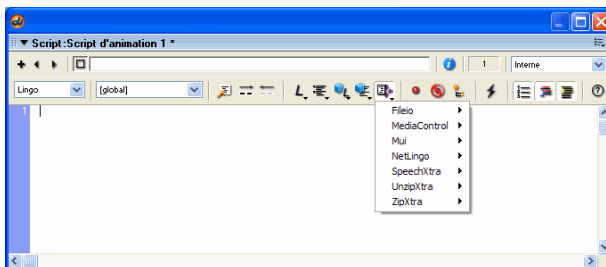 Script :Script d'animation 1 *
1 Interne
Lingo [global] L
1
Fileio
MediaControl
Mui
NetLingo
SpeechXtra
UnzipXtra
ZipXtra